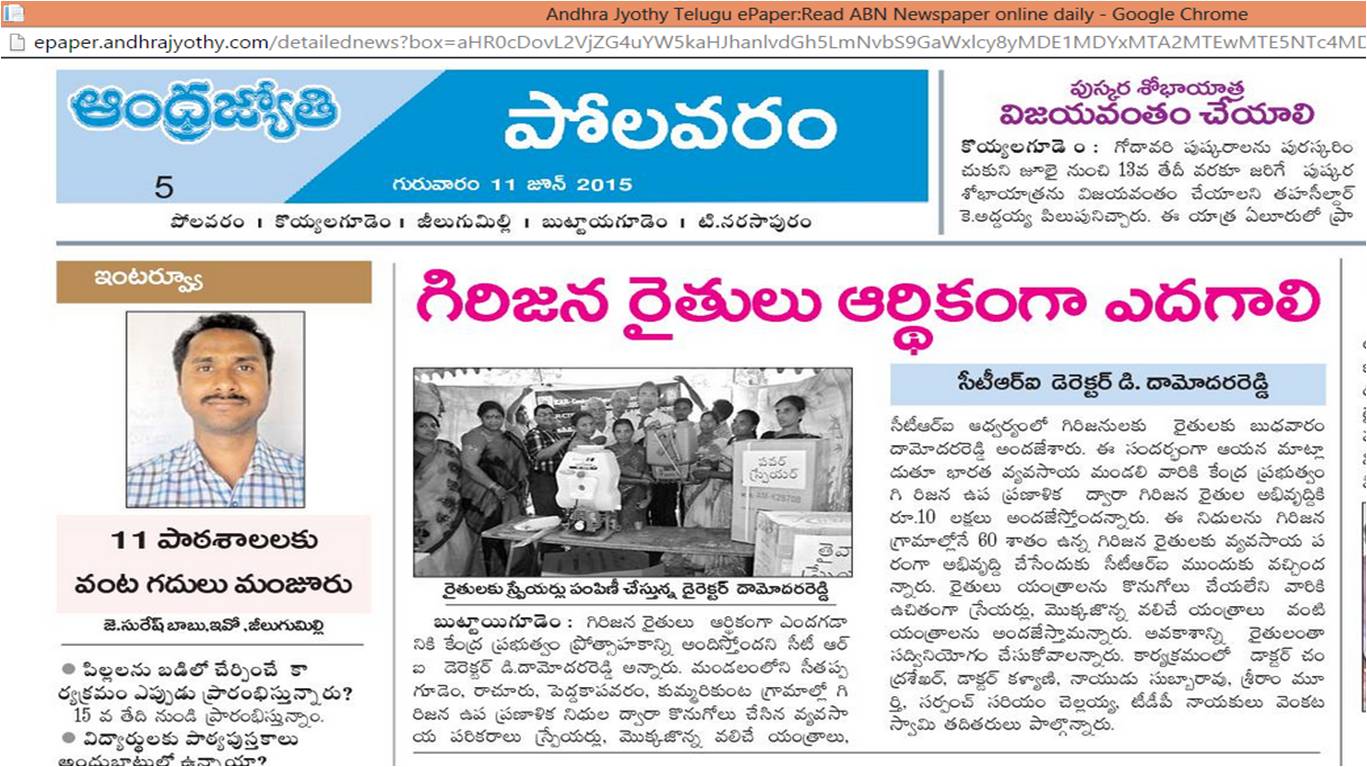 Andhra Jyothy Telugu ePaper:Read ABN Newspaper online daily - Google Chrome
epaper.andhrajyothy.com/detailednews?box=aHR0cDovL2VjZG4uYW5kaHJhanlvdGh5LmNvbS9GaWxlcy8yMDE1MDYxMTA2MTEwMTE5NTc4MD
ఆంధ్రజ్యోతి
పోలవరం
5
గురువారం 11 జూన్ 2015
పోలవరం । కొయ్యలగూడెం । జీలుగుమిల్లి । బుట్టాయగూడెం । టి.నరసాపురం
పుస్కర శోభాయాత్ర
విజయవంతం చేయాలి
కొయ్యలగూడె ం : గోదావరి పుష్కరాలను పురస్కరిం
చుకుని జూలై నుంచి 13వ తేదీ వరకూ జరిగే పుష్కర
శోభాయాత్రను విజయవంతం చేయాలని తహసీల్దార్
కె.అద్దయ్య పిలుపునిచ్చారు. ఈ యాత్ర ఏలూరులో ప్రా
ఇంటర్వ్యూ
11 పాఠశాలలకు
వంట గదులు మంజూరు
జె.సురేష్ బాబు,ఇవో ,జీలుగుమిల్లి
● పిల్లలను బడిలో చేర్పించే కా
ర్యక్రమం ఎప్పుడు ప్రారంభిస్తున్నారు?
15 వ తేది నుండి ప్రారంభిస్తున్నాం.
● విద్యార్థులకు పాఠ్యపుస్తకాలు
అందుబాటులో ఉన్నాయా?
గిరిజన రైతులు ఆర్థికంగా ఎదగాలి
పవర్
స్ప్రేయర్
తైవా
రైతులకు స్ప్రేయర్లు పంపిణీ చేస్తున్న డైరెక్టర్ దామోదరరెడ్డి
బుట్టాయిగూడెం : గిరిజన రైతులు ఆర్థికంగా ఎందగడా
నికి కేంద్ర ప్రభుత్వం ప్రోత్సాహకాన్ని అందిస్తోందని సీటీ ఆర్
ఐ డెరెక్టర్ డి.దామోదరరెడ్డి అన్నారు. మండలంలోని సీతప్ప
గూడెం, రాచూరు, పెద్దకాపవరం, కుమ్మరికుంట గ్రామాల్లో గి
రిజన ఉప ప్రణాళిక నిధుల ద్వారా కొనుగోలు చేసిన వ్యవసా
య పరికరాలు స్ప్రేయర్లు, మొక్కజొన్న వలిచే యంత్రాలు,
సీటీఆర్ఐ డెరెక్టర్ డి. దామోదరరెడ్డి
సీటీఆర్ఐ ఆధ్వర్యంలో గిరిజనులకు రైతులకు బుధవారం
దామోదరరెడ్డి అందజేశారు. ఈ సందర్భంగా ఆయన మాట్లా
డుతూ భారత వ్యవసాయ మండలి వారికి కేంద్ర ప్రభుత్వం
గి రిజన ఉప ప్రణాళిక ద్వారా గిరిజన రైతుల అభివృద్దికి
రూ.10 లక్షలు అందజేస్తోందన్నారు. ఈ నిధులను గిరిజన
గ్రామాల్లోనే 60 శాతం ఉన్న గిరిజన రైతులకు వ్యవసాయ ప
రంగా అభివృద్ది చేసేందుకు సీటీఆర్ఐ ముందుకు వచ్చింద
న్నారు. రైతులు యంత్రాలను కొనుగోలు చేయలేని వారికి
ఉచితంగా స్రేయర్లు, మొక్కజొన్న వలిచే యంత్రాలు వంటి
యంత్రాలను అందజేస్తామన్నారు. అవకాశాన్ని రైతులంతా
సద్వినియోగం చేసుకోవాలన్నారు. కార్యక్రమంలో డాక్టర్ చం
ద్రశేఖర్, డాక్టర్ కళ్యాణి, నాయుడు సుబ్బారావు, శ్రీరాం మూ
ర్తి, సర్పంచ్ సరియం చెల్లయ్య, టీడీపీ నాయకులు వెంకట
స్వామి తదితరులు పాల్గొన్నారు.